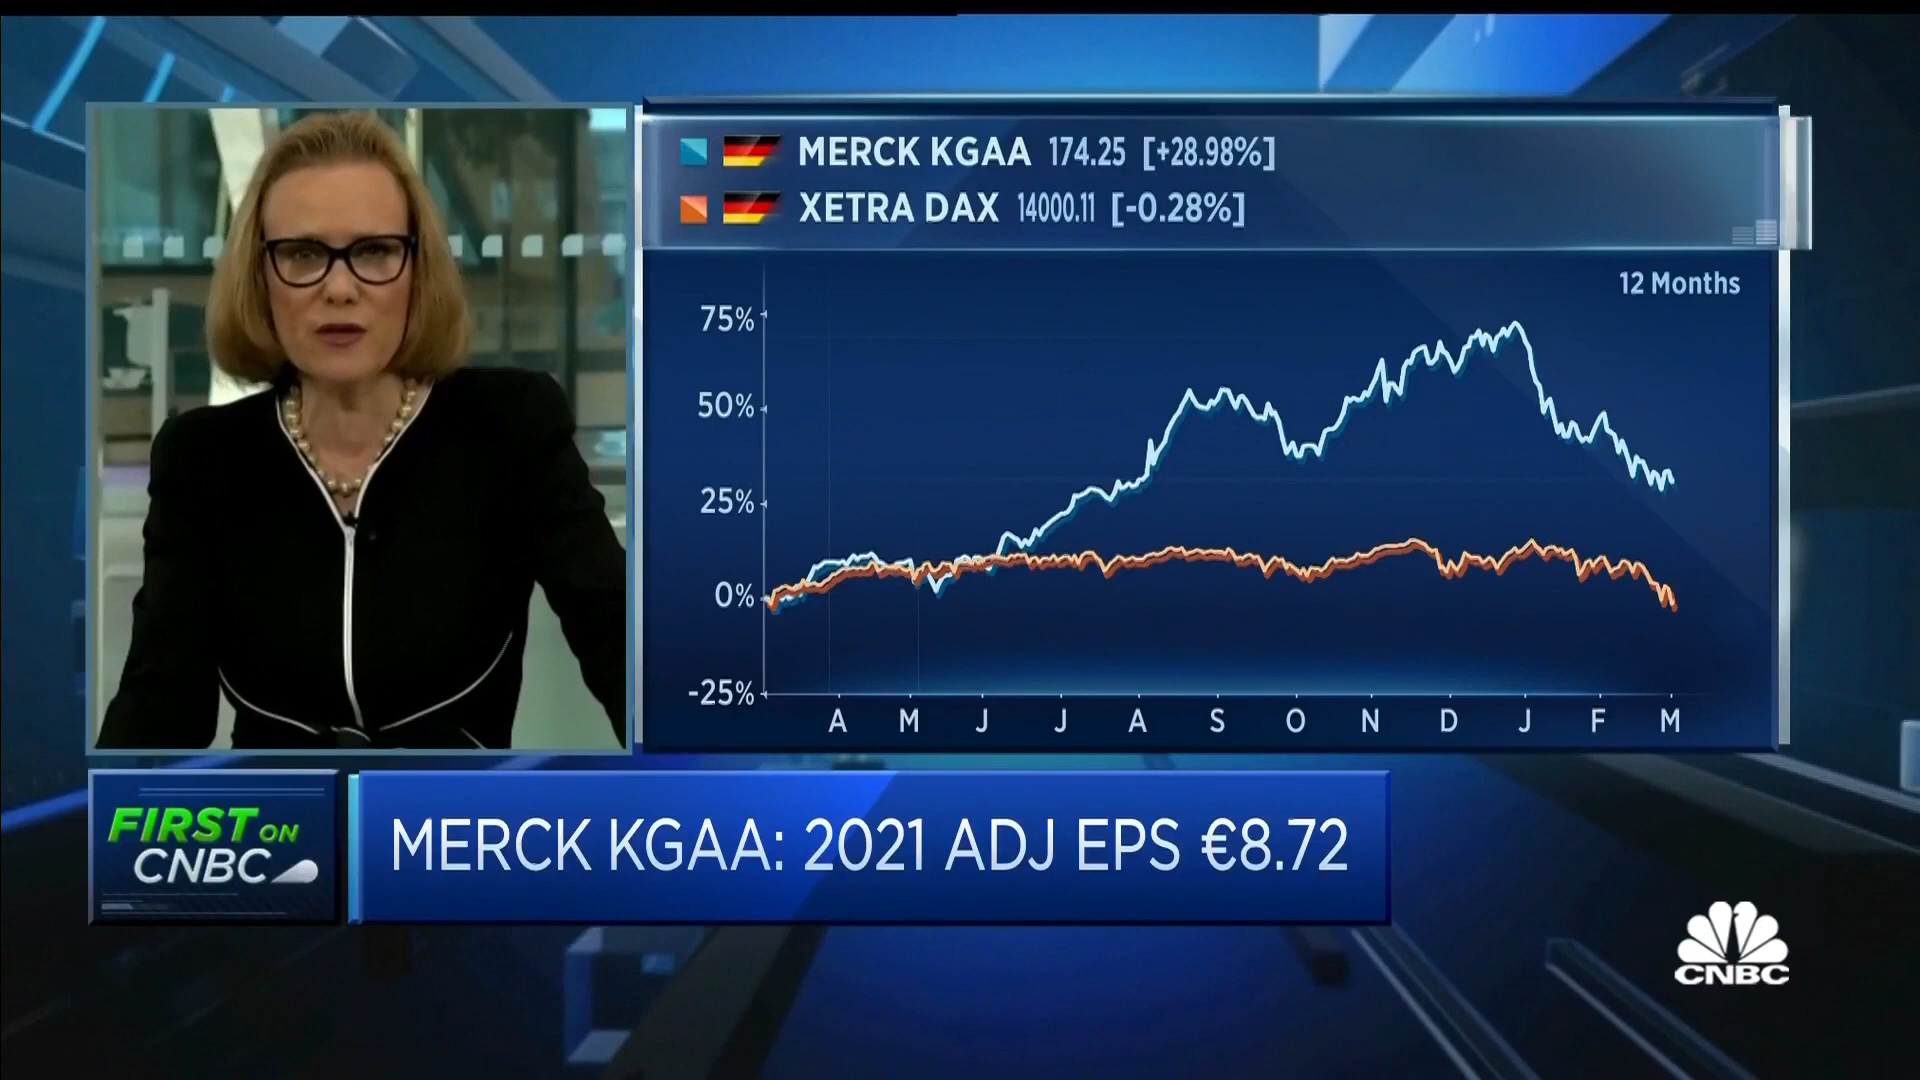 MERCK KGAA 174.25 [+28.98%]
XETRA DAX 14000.11 [-0.28%]
12 Months
75%
50%
25%
0%
-25%
A M J J A S O N D J F M
FIRST ON
CNBC
MERCK KGAA: 2021 ADJ EPS €8.72
CNBC